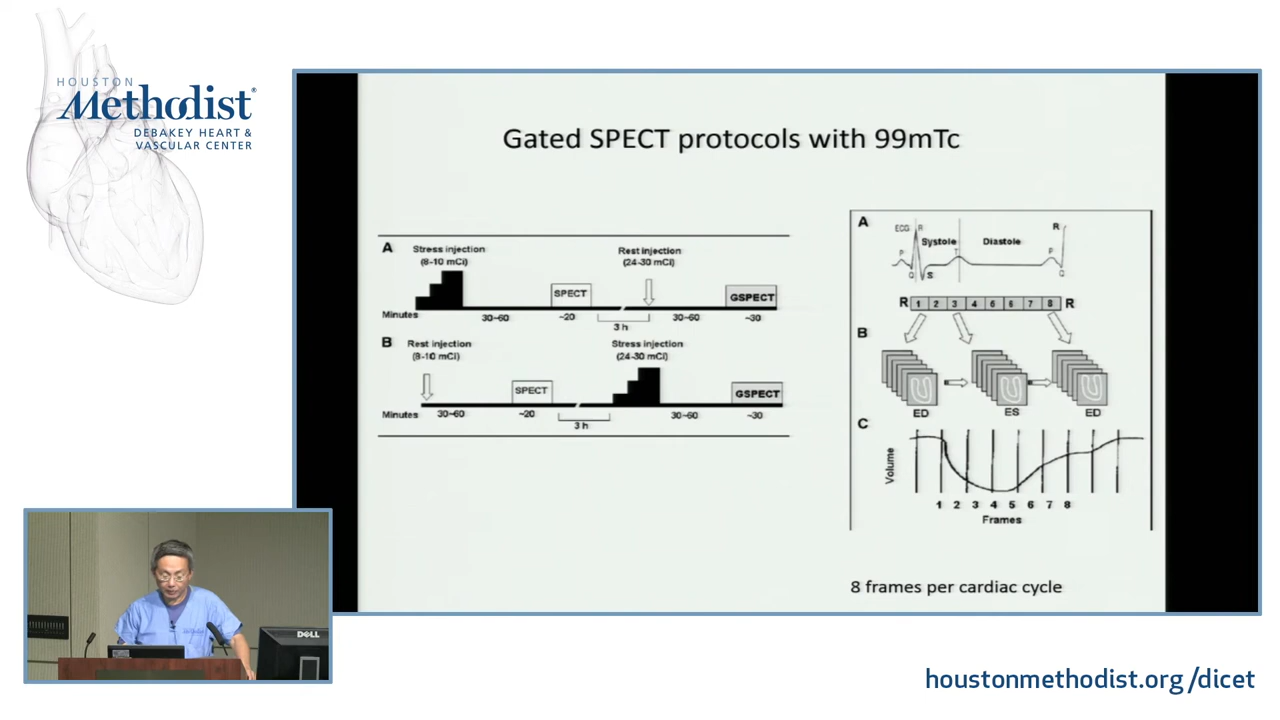 HOUSTON
Methodist®
DEBAKEY HEART &
VASCULAR CENTER
Gated SPECT protocols with 99mTc
A
Stress injection
(8-10 mCi)
Rest injection
(24-30 mCi)
SPECT
GSPECT
Minutes
30-60
~20
3 h
30-60
~30
B
Rest injection
(8-10 mCi)
Stress injection
(24-30 mCi)
SPECT
GSPECT
Minutes
30-60
~20
3 h
30-60
~30
A
ECG
R
Systole
Diastole
R
P
T
P
Q
S
Q
R 1 2 3 4 5 6 7 8 R
B
ED
ES
ED
C
Volume
1 2 3 4 5 6 7 8
Frames
8 frames per cardiac cycle
DELL
houstonmethodist.org/dicet